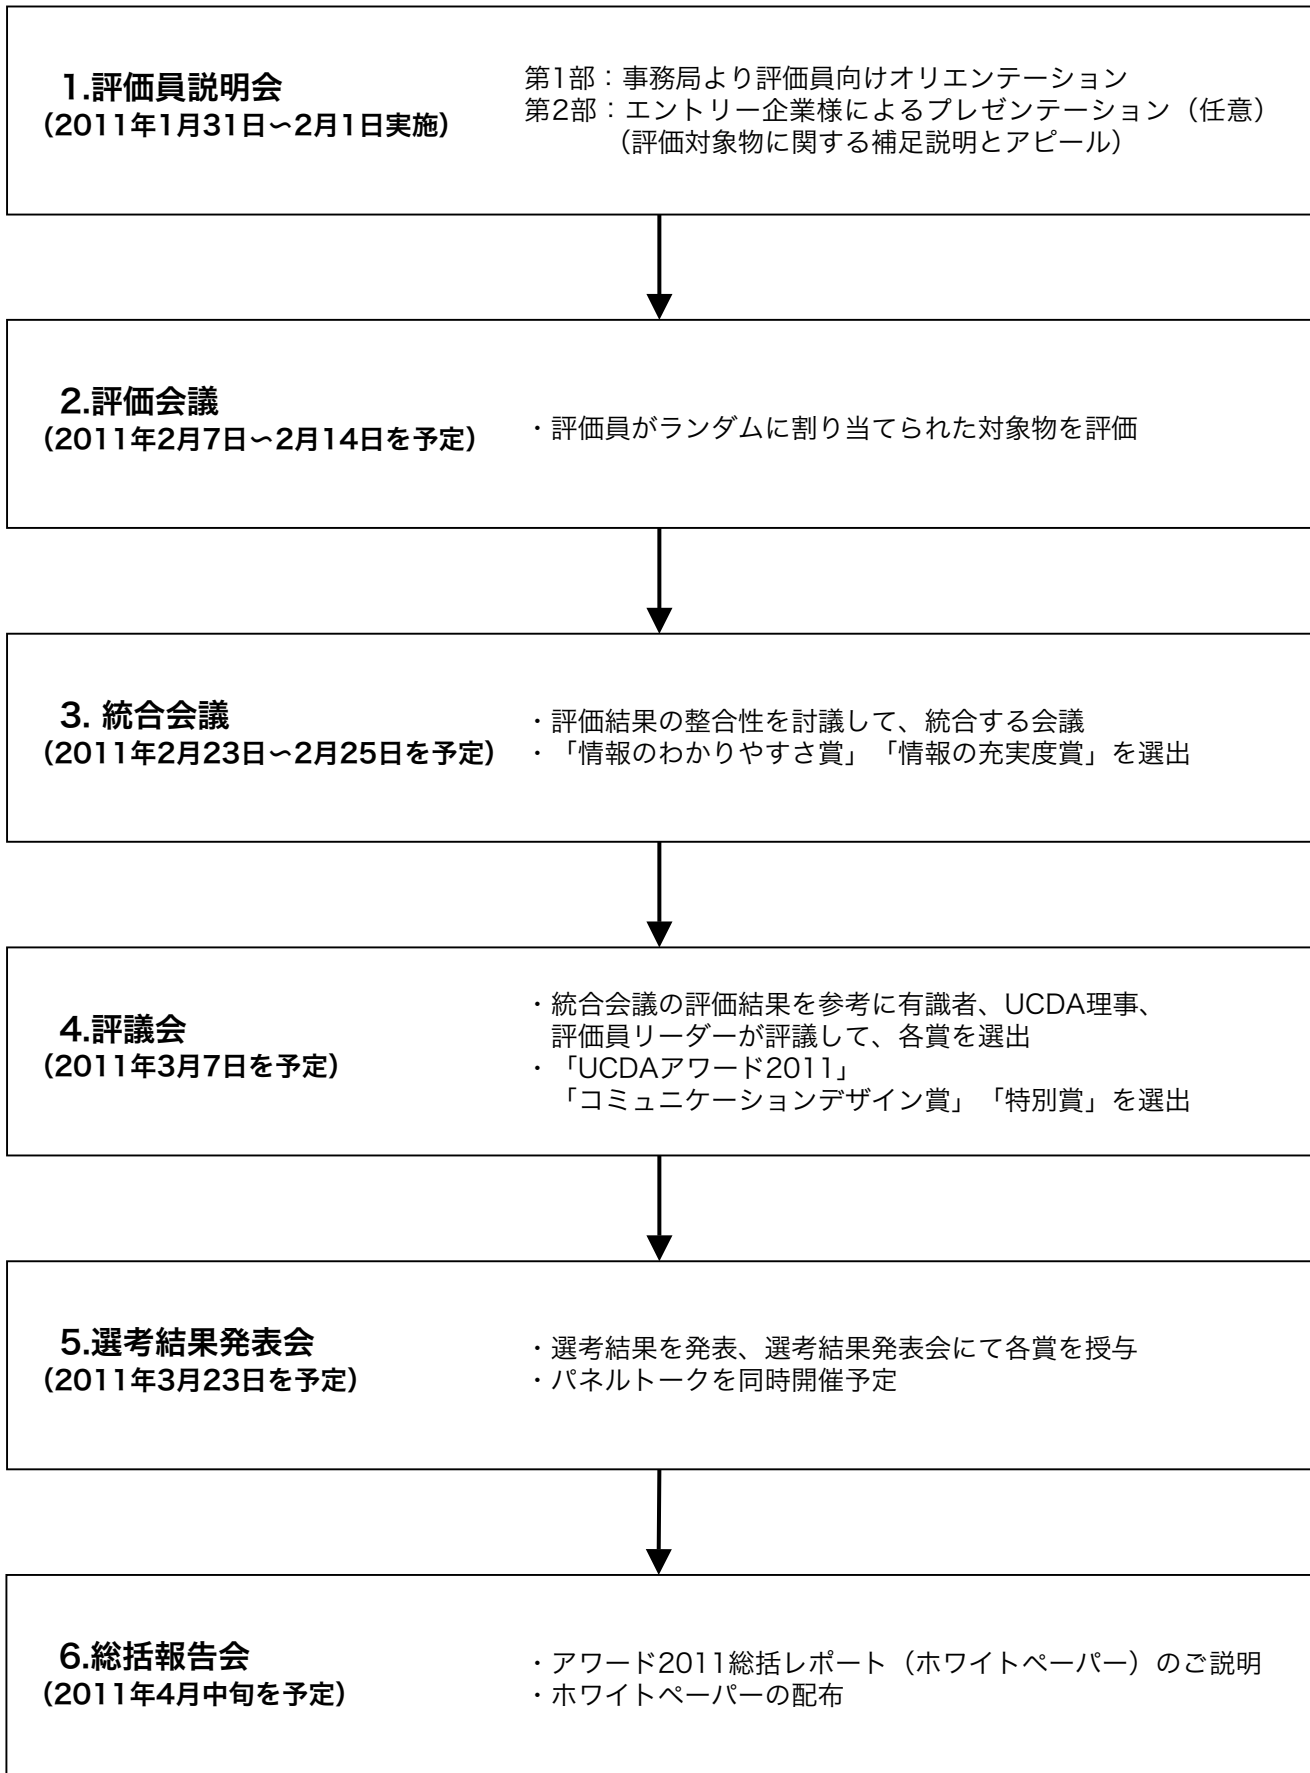 1.評価員説明会
（2011年1月31日〜2月1日実施）
第1部：事務局より評価員向けオリエンテーション
第2部：エントリー企業様によるプレゼンテーション（任意）
（評価対象物に関する補足説明とアピール）
2.評価会議
（2011年2月7日〜2月14日を予定）
・評価員がランダムに割り当てられた対象物を評価
3. 統合会議
（2011年2月23日〜2月25日を予定）
・評価結果の整合性を討議して、統合する会議
・「情報のわかりやすさ賞」「情報の充実度賞」を選出
4.評議会
（2011年3月7日を予定）
・統合会議の評価結果を参考に有識者、UCDA理事、
評価員リーダーが評議して、各賞を選出
・「UCDAアワード2011」
「コミュニケーションデザイン賞」「特別賞」を選出
5.選考結果発表会
（2011年3月23日を予定）
・選考結果を発表、選考結果発表会にて各賞を授与
・パネルトークを同時開催予定
6.総括報告会
（2011年4月中旬を予定）
・アワード2011総括レポート（ホワイトペーパー）のご説明
・ホワイトペーパーの配布